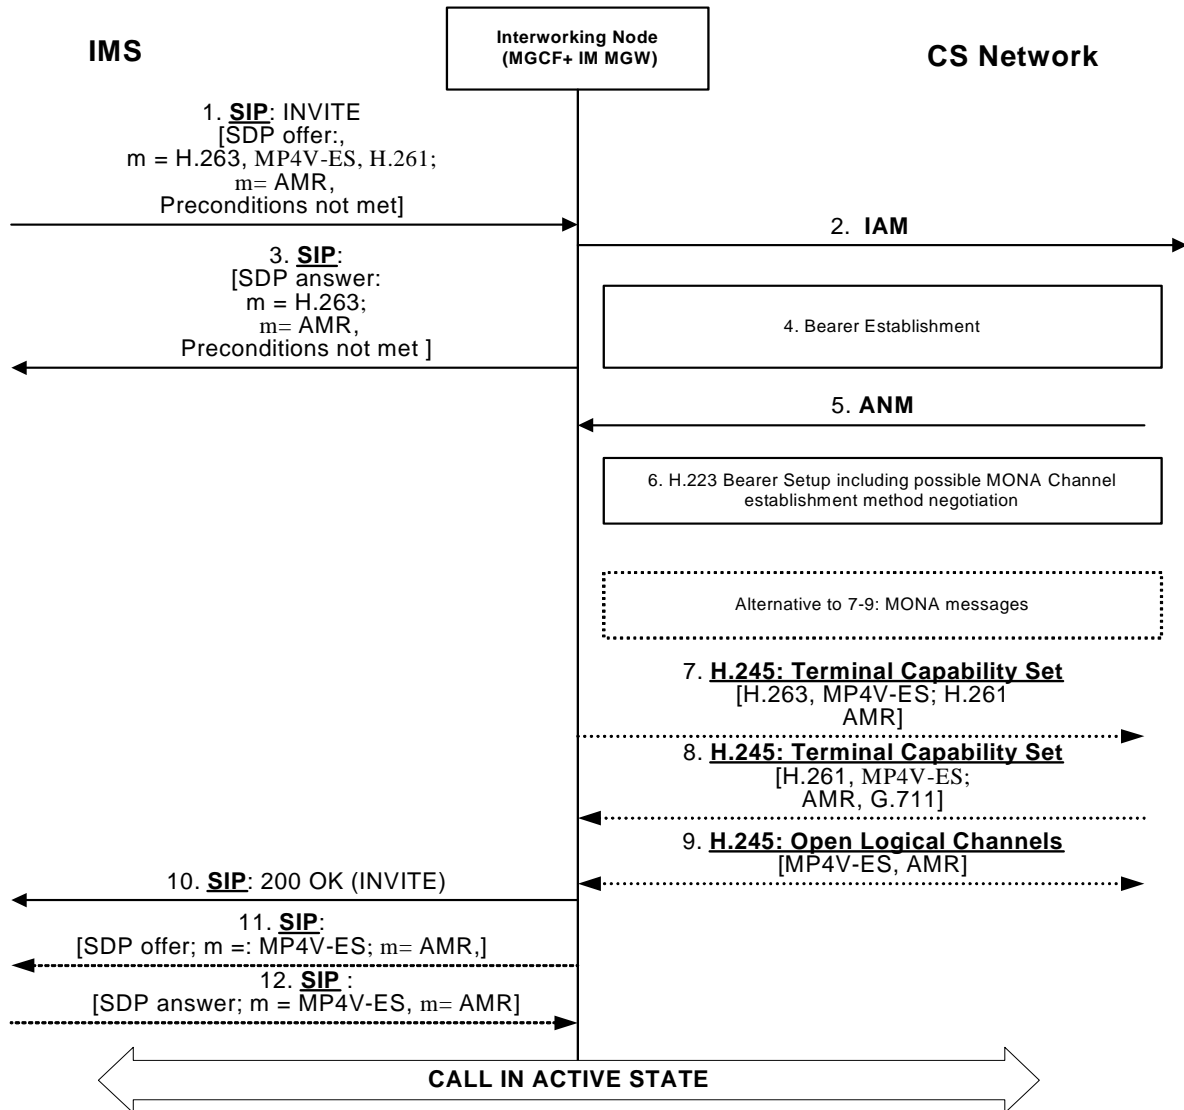 IMS
Interworking Node
(MGCF+ IM MGW)
CS Network
1. SIP: INVITE
[SDP offer:,
m = H.263, MP4V-ES, H.261;
m= AMR,
Preconditions not met]
2. IAM
3. SIP:
[SDP answer:
m = H.263;
m= AMR,
Preconditions not met ]
4. Bearer Establishment
5. ANM
6. H.223 Bearer Setup including possible MONA Channel
establishment method negotiation
Alternative to 7-9: MONA messages
7. H.245: Terminal Capability Set
[H.263, MP4V-ES; H.261
AMR]
8. H.245: Terminal Capability Set
[H.261, MP4V-ES;
AMR, G.711]
9. H.245: Open Logical Channels
[MP4V-ES, AMR]
10. SIP: 200 OK (INVITE)
11. SIP:
[SDP offer; m =: MP4V-ES; m= AMR,]
12. SIP :
[SDP answer; m = MP4V-ES, m= AMR]
CALL IN ACTIVE STATE